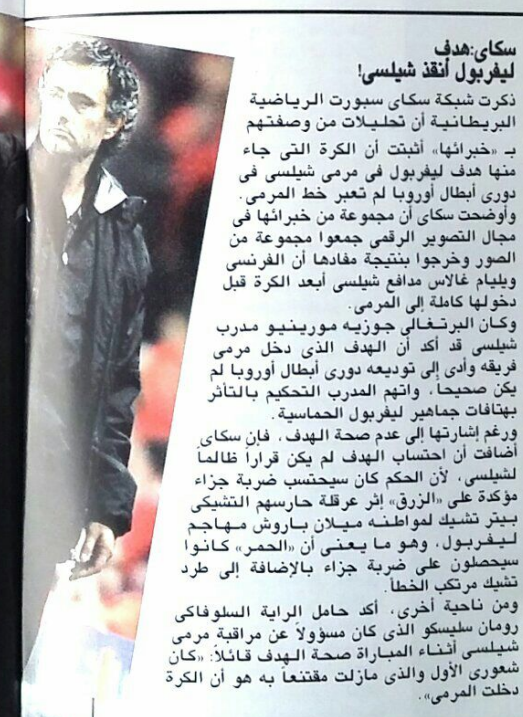 سكاى:هدف
ليفربول أنقذ شيلسى!
ذكرت شبكة سكاى سبورت الرياضية
البريطانية أن تحليلات من وصفتهم
بـ «خبرائها» أثبتت أن الكرة التى جاء
منها هدف ليفربول فى مرمى شيلسى فى
دورى أبطال أوروبا لم تعبر خط المرمى.
وأوضحت سكاى أن مجموعة من خبرائها فى
مجال التصوير الرقمى جمعوا مجموعة من
الصور وخرجوا بنتيجة مفادها أن الفرنسى
ويليام غالاس مدافع شيلسى أبعد الكرة قبل
دخولها كاملة إلى المرمى.
وكان البرتغالى جوزيه مورينيو مدرب
شيلسى قد أكد أن الهدف الذى دخل مرمى
فريقه وأدى إلى توديعه دورى أبطال أوروبا لم
يكن صحيحاً، واتهم المدرب التحكيم بالتأثر
بهتافات جماهير ليفربول الحماسية.
ورغم إشارتها إلى عدم صحة الهدف، فإن سكاى
أضافت أن احتساب الهدف لم يكن قراراً ظالماً
لشيلسى، لأن الحكم كان سيحتسب ضربة جزاء
مؤكدة على «الزرق» إثر عرقلة حارسهم التشيكى
بيتر تشيك لمواطنه ميلان باروش مهاجم
ليفربول، وهو ما يعنى أن «الحمر» كانوا
سيحصلون على ضربة جزاء بالإضافة إلى طرد
تشيك مرتكب الخطأ.
ومن ناحية أخرى، أكد حامل الراية السلوفاكى
رومان سليسكو الذى كان مسؤولاً عن مراقبة مرمى
شيلسى أثناء المباراة صحة الهدف قائلاً: «كان
شعورى الأول والذى مازلت مقتنعاً به هو أن الكرة
دخلت المرمى».